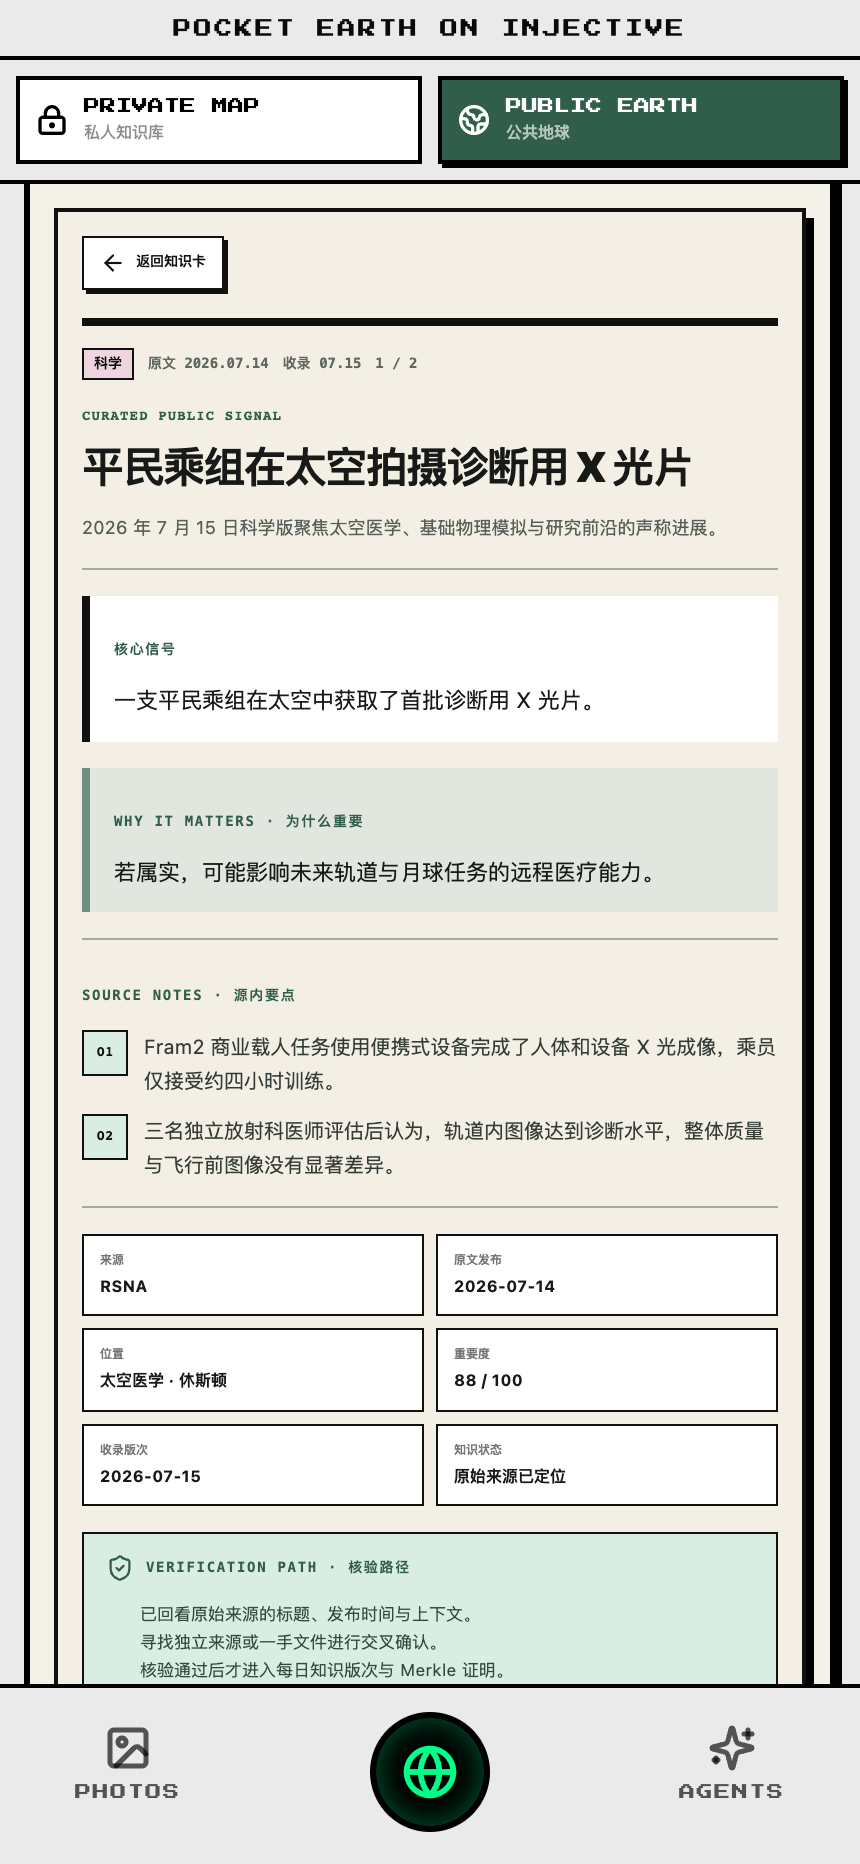 POCKET EARTH ON INJECTIVE
PRIVATE MAP
私人知识库
PUBLIC EARTH
公共地球
返回知识卡
科学 原文 2026.07.14 收录 07.15 1 / 2
CURATED PUBLIC SIGNAL
平民乘组在太空拍摄诊断用 X 光片
2026 年 7 月 15 日科学版聚焦太空医学、基础物理模拟与研究前沿的声称进展。
核心信号
一支平民乘组在太空中获取了首批诊断用 X 光片。
WHY IT MATTERS · 为什么重要
若属实，可能影响未来轨道与月球任务的远程医疗能力。
SOURCE NOTES · 源内要点
01
Fram2 商业载人任务使用便携式设备完成了人体和设备 X 光成像，乘员
仅接受约四小时训练。
02
三名独立放射科医师评估后认为，轨道内图像达到诊断水平，整体质量
与飞行前图像没有显著差异。
来源
RSNA
原文发布
2026-07-14
位置
太空医学 · 休斯顿
重要度
88 / 100
收录版次
2026-07-15
知识状态
原始来源已定位
VERIFICATION PATH · 核验路径
已回看原始来源的标题、发布时间与上下文。
寻找独立来源或一手文件进行交叉确认。
核验通过后才进入每日知识版次与 Merkle 证明。
PHOTOS
AGENTS